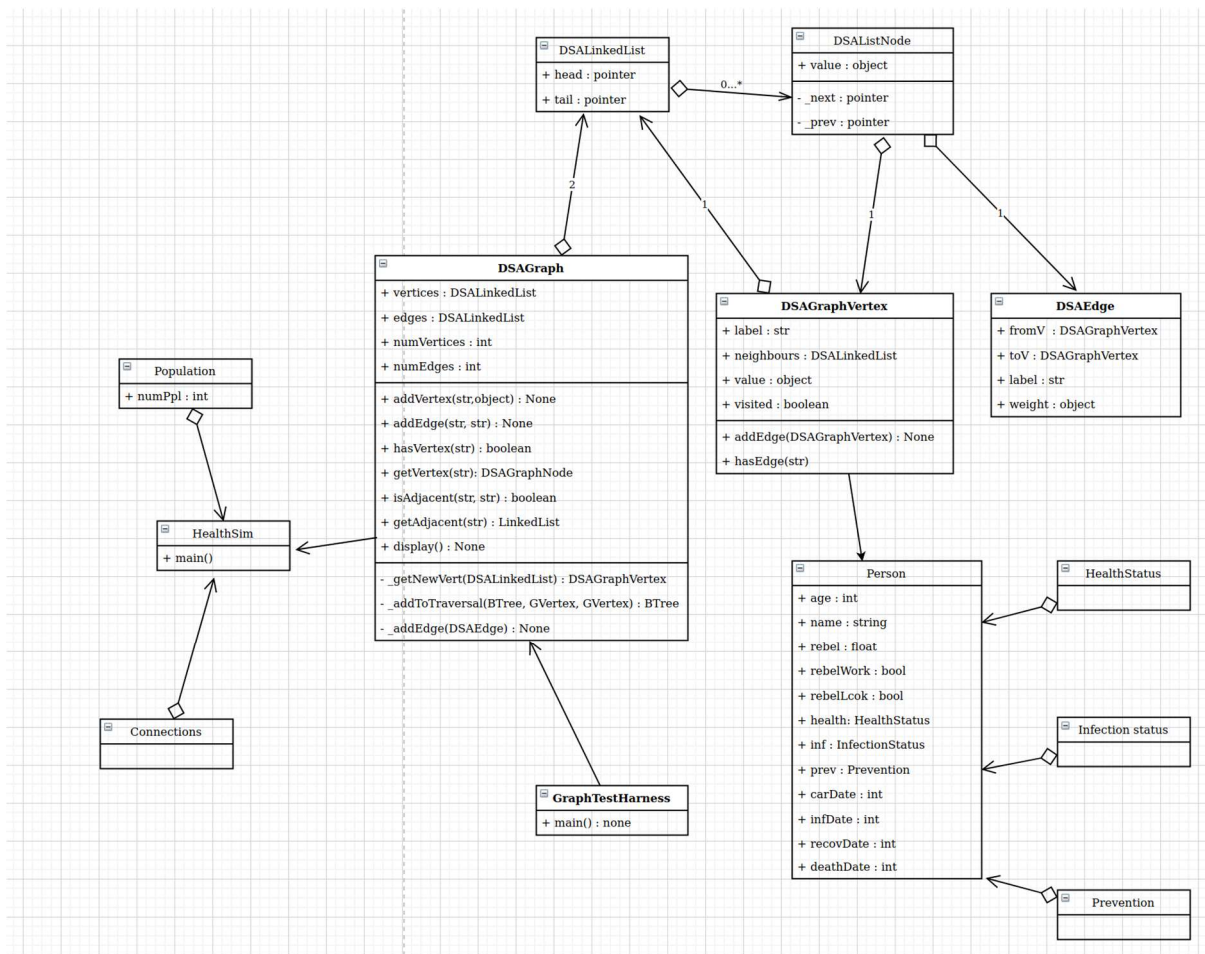 DSALinkedList
+ head : pointer
+ tail : pointer
0...*
DSAListNode
+ value : object
- _next : pointer
- _prev : pointer
2
1
1
1
DSAGraph
+ vertices : DSALinkedList
+ edges : DSALinkedList
+ numVertices : int
+ numEdges : int
+ addVertex(str,object) : None
+ addEdge(str, str) : None
+ hasVertex(str) : boolean
+ getVertex(str): DSAGraphNode
+ isAdjacent(str, str) : boolean
+ getAdjacent(str) : LinkedList
+ display() : None
- _getNewVert(DSALinkedList) : DSAGraphVertex
- _addToTraversal(BTree, GVertex, GVertex) : BTree
- _addEdge(DSAEdge) : None
DSAGraphVertex
+ label : str
+ neighbours : DSALinkedList
+ value : object
+ visited : boolean
+ addEdge(DSAGraphVertex) : None
+ hasEdge(str)
DSAEdge
+ fromV : DSAGraphVertex
+ toV : DSAGraphVertex
+ label : str
+ weight : object
Population
+ numPpl : int
HealthSim
+ main()
Connections
GraphTestHarness
+ main() : none
Person
+ age : int
+ name : string
+ rebel : float
+ rebelWork : bool
+ rebelLcok : bool
+ health: HealthStatus
+ inf : InfectionStatus
+ prev : Prevention
+ carDate : int
+ infDate : int
+ recovDate : int
+ deathDate : int
HealthStatus
Infection status
Prevention